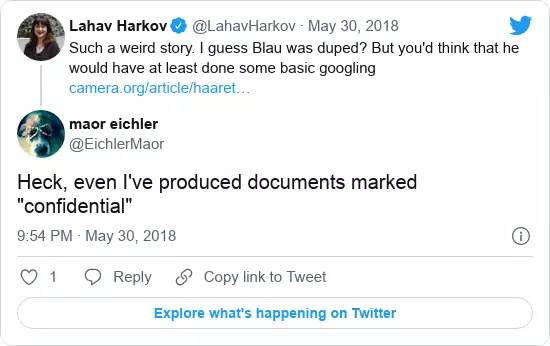 Lahav Harkov @LahavHarkov · May 30, 2018
Such a weird story. I guess Blau was duped? But you'd think that he
would have at least done some basic googling
camera.org/article/haaret…
maor eichler
@EichlerMaor
Heck, even I've produced documents marked
"confidential"
9:54 PM · May 30, 2018
1 Reply Copy link to Tweet
Explore what's happening on Twitter